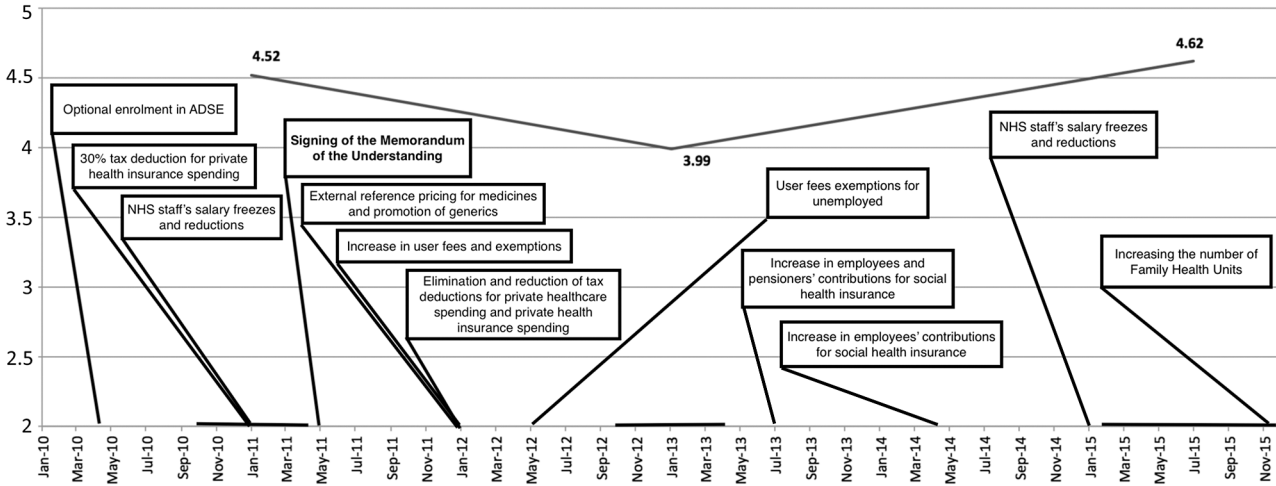 5
4.5
4
3.5
3
2.5
2
4.52
3.99
4.62
Optional enrolment in ADSE
30% tax deduction for private
health insurance spending
NHS staff's salary freezes
and reductions
Signing of the Memorandum
of the Understanding
External reference pricing for medicines
and promotion of generics
Increase in user fees and exemptions
Elimination and reduction of tax
deductions for private healthcare
spending and private health
insurance spending
User fees exemptions for
unemployed
Increase in employees and
pensioners' contributions for social
health insurance
Increase in employees' contributions
for social health insurance
NHS staff's salary freezes
and reductions
Increasing the number of
Family Health Units
Jan-10
Mar-10
May-10
Jul-10
Sep-10
Nov-10
Jan-11
Mar-11
May-11
Jul-11
Sep-11
Nov-11
Jan-12
Mar-12
May-12
Jul-12
Sep-12
Nov-12
Jan-13
Mar-13
May-13
Jul-13
Sep-13
Nov-13
Jan-14
Mar-14
May-14
Jul-14
Sep-14
Nov-14
Jan-15
Mar-15
May-15
Jul-15
Sep-15
Nov-15